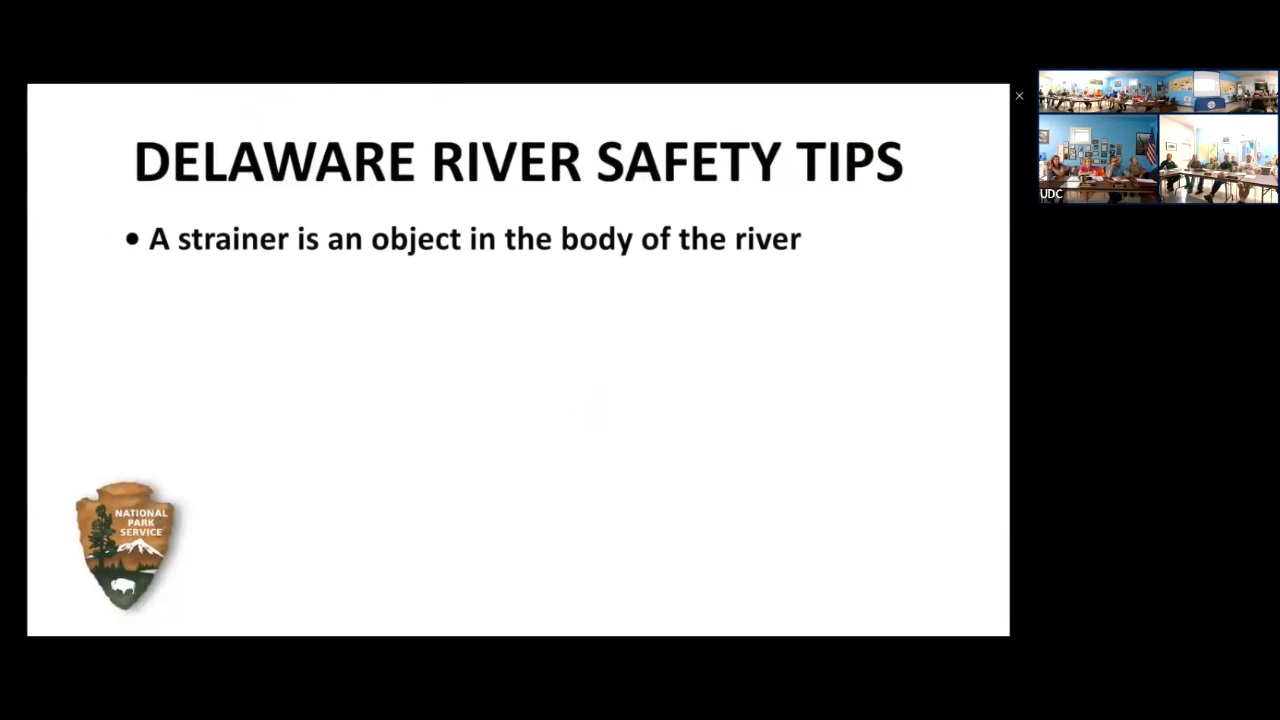 DELAWARE RIVER SAFETY TIPS
• A strainer is an object in the body of the river
NATIONAL
PARK
SERVICE
UDC